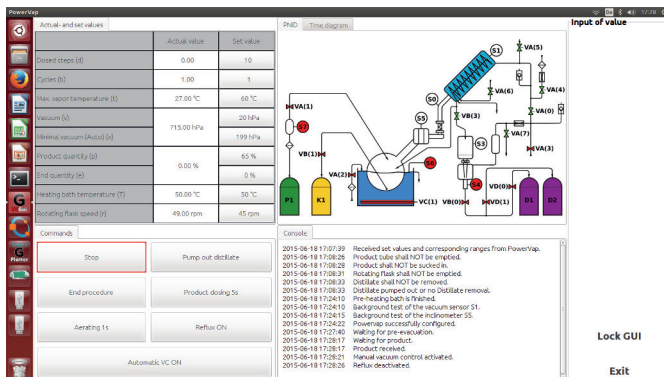 PowerVap
De
17:28
Actual- and set values
Actual value
Set value
Dosed steps (d)
0.00
10
Cycles (b)
1.00
1
Max. vapor temperature (t)
27.00 °C
60 °C
Vacuum (v)
715.00 hPa
20 hPa
Minimal vacuum (Auto) (x)
199 hPa
Product quantity (p)
0.00 %
65 %
End quantity (e)
0 %
Heating bath temperature (T)
50.00 °C
50 °C
Rotating flask speed (r)
49.00 rpm
45 rpm
Commands
Stop
Pump out distillate
End procedure
Product dosing 5s
Aerating 1s
Reflux ON
Automatic VC ON
PNID
Time diagram
S1
VA(5)
VA(6)
VA(4)
S0
VA(0)
VA(1)
S5
VB(3)
VA(7)
S7
S3
VA(3)
VB(1)
VA(2)
S6
S4
VD(0)
P1
K1
VC(1)
VB(0)
VD(1)
D1
D2
Console
2015-06-18 17:07:39 Received set values and corresponding ranges from PowerVap.
2015-06-18 17:08:26 Product tube shall NOT be emptied.
2015-06-18 17:08:28 Product shall NOT be sucked in.
2015-06-18 17:08:31 Rotating flask shall NOT be emptied.
2015-06-18 17:08:33 Distillate shall NOT be removed.
2015-06-18 17:08:33 Distillate pumped out or no Distillate removal.
2015-06-18 17:24:10 Pre-heating bath is finished.
2015-06-18 17:24:10 Background test of the vacuum sensor S1.
2015-06-18 17:24:15 Background test of the inclinometer S5.
2015-06-18 17:24:22 Powervap successfully configured.
2015-06-18 17:27:40 Waiting for pre-evacuation.
2015-06-18 17:28:17 Waiting for product.
2015-06-18 17:28:17 Product received.
2015-06-18 17:28:21 Manual vacuum control activated.
2015-06-18 17:28:26 Reflux deactivated.
Input of value
Lock GUI
Exit